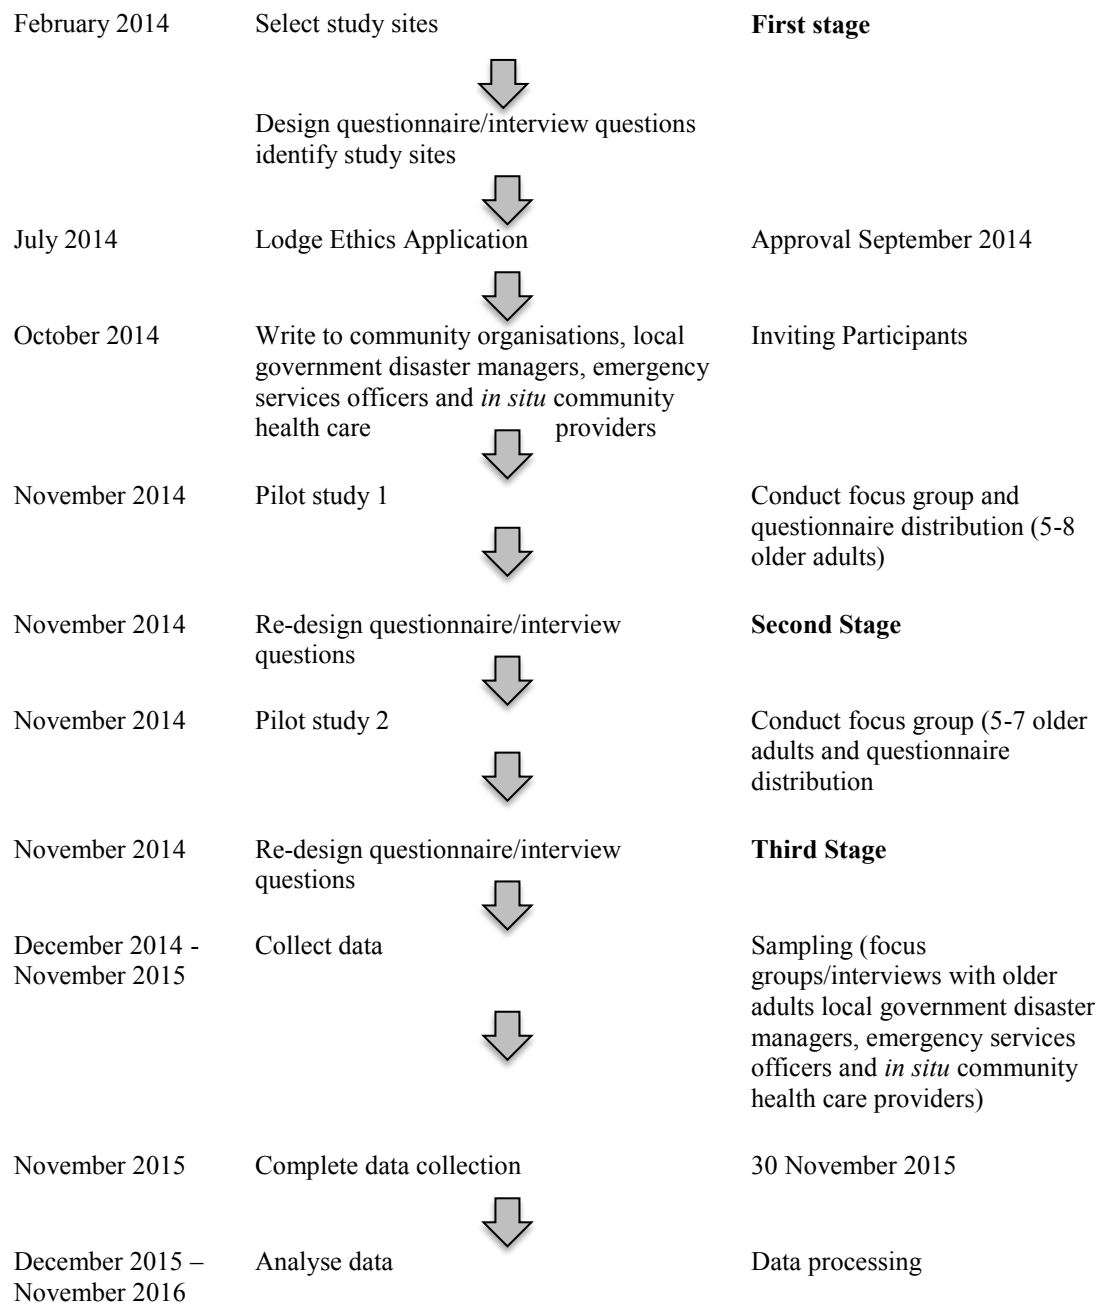 February 2014 Select study sites First stage
Design questionnaire/interview questions
identify study sites
July 2014 Lodge Ethics Application Approval September 2014
October 2014 Write to community organisations, local Inviting Participants
government disaster managers, emergency
services officers and in situ community
health care providers
November 2014 Pilot study 1 Conduct focus group and
questionnaire distribution (5-8
older adults)
November 2014 Re-design questionnaire/interview Second Stage
questions
November 2014 Pilot study 2 Conduct focus group (5-7 older
adults and questionnaire
distribution
November 2014 Re-design questionnaire/interview Third Stage
questions
December 2014 - Collect data Sampling (focus
November 2015 groups/interviews with older
adults local government disaster
managers, emergency services
officers and in situ community
health care providers)
November 2015 Complete data collection 30 November 2015
December 2015 – Analyse data Data processing
November 2016